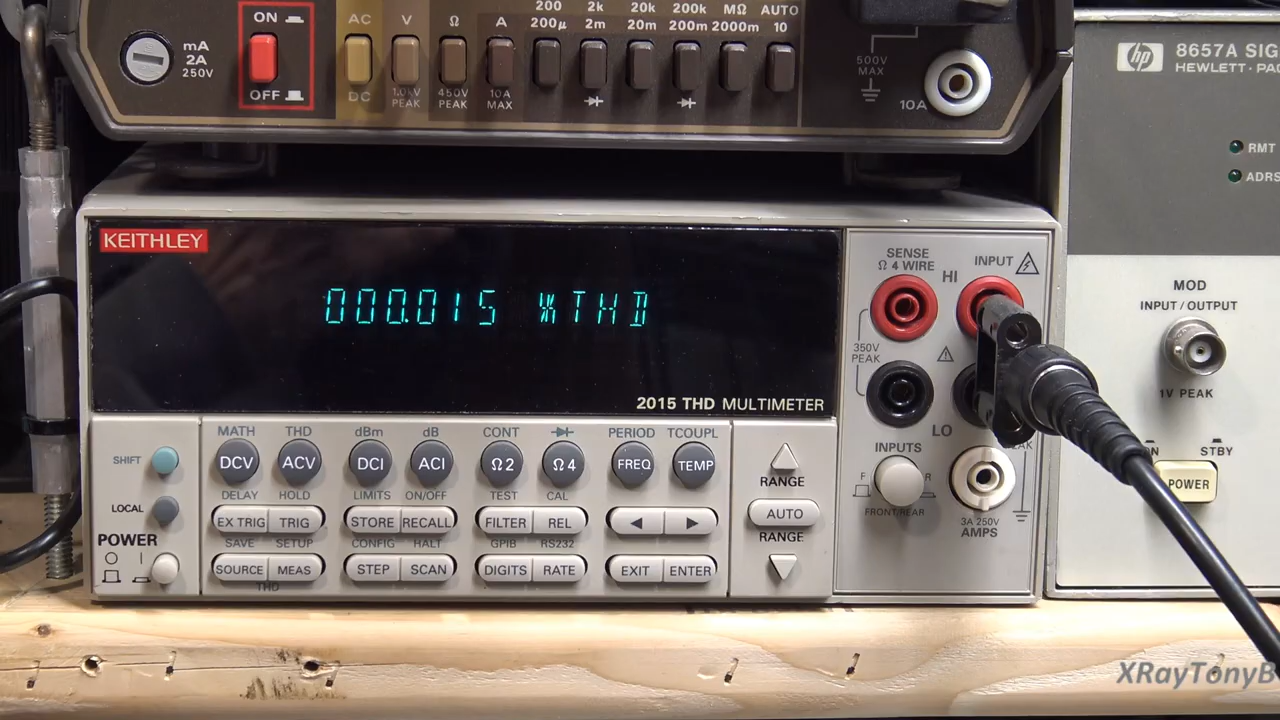 ON
OFF
mA
2A
250V
AC
DC
V
1.0kV
PEAK
Ω
450V
PEAK
A
10A
MAX
200 2k 20k 200k MΩ AUTO
200μ 2m 20m 200m 2000m 10
500V
MAX
10A
hp 8657A SIG
HEWLETT-PAC
RMT
ADRS
MOD
INPUT/OUTPUT
1V PEAK
STBY
POWER
KEITHLEY
000.015 %THD
2015 THD MULTIMETER
SENSE
Ω 4 WIRE
HI
INPUT
350V
PEAK
LO
INPUTS
F R
FRONT/REAR
3A 250V
AMPS
SHIFT
LOCAL
POWER
MATH THD dBm dB CONT PERIOD TCOUPL
DCV ACV DCI ACI Ω2 Ω4 FREQ TEMP
DELAY HOLD LIMITS ON/OFF TEST CAL
EX TRIG TRIG STORE RECALL FILTER REL
SAVE SETUP CONFIG HALT GPIB RS232
SOURCE MEAS STEP SCAN DIGITS RATE EXIT ENTER
THD
RANGE
AUTO
RANGE
XRayTonyB